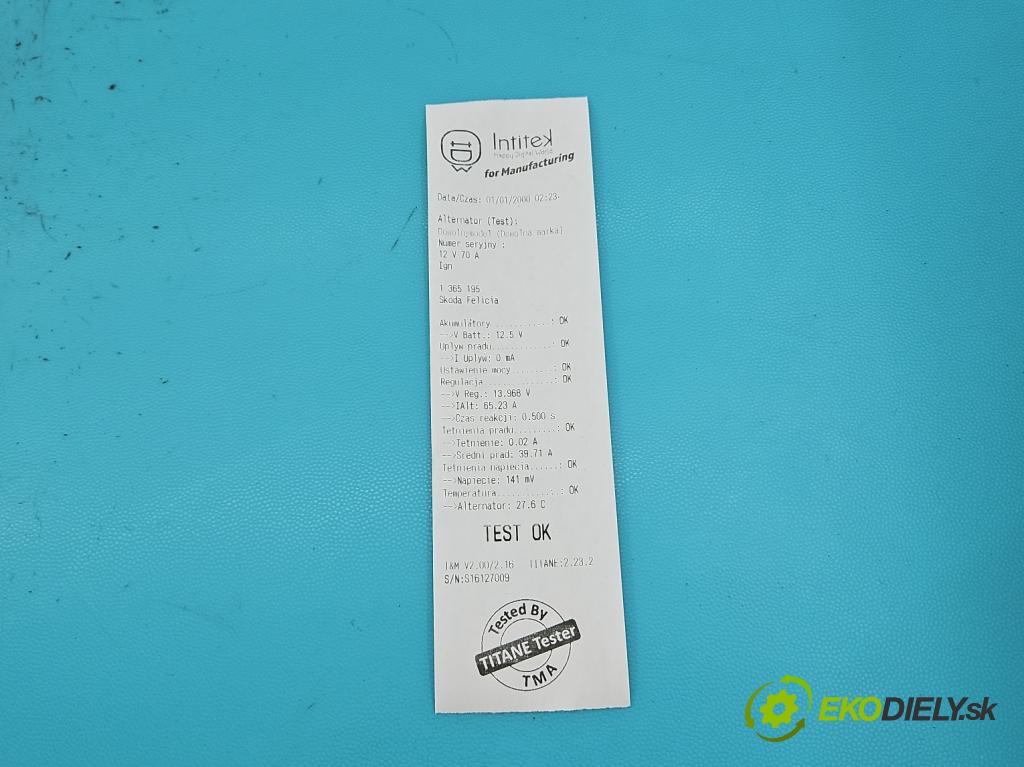 Intitek
Happy Digital World
for Manufacturing
Data/Czas: 01/01/2000 02:23
Alternator (Test):
Dowolnymodel (Dowolna marka)
Numer seryjny :
12 V 70 A
Ign
1 365 195
Skoda Felicia
Akumulatory...........: OK
-->V Batt.: 12.5 V
Uplyw pradu...........: OK
-->I Uplyw: 0 mA
Ustawienie mocy........: OK
Regulacja.............: OK
-->V Reg.: 13.968 V
-->IAlt: 65.23 A
-->Czas reakcji: 0.500 s
Tetnienia pradu........: OK
-->Tetnienie: 0.02 A
-->Sredni prad: 39.71 A
Tetnienia napiecia......: OK
-->Napiecie: 141 mV
Temperatura...........: OK
-->Alternator: 27.6 C
TEST OK
I&M V2.00/2.16 TITANE:2.23.2
S/N:S16127009
Tested By
TITANE Tester
TMA
EKODIELY.sk